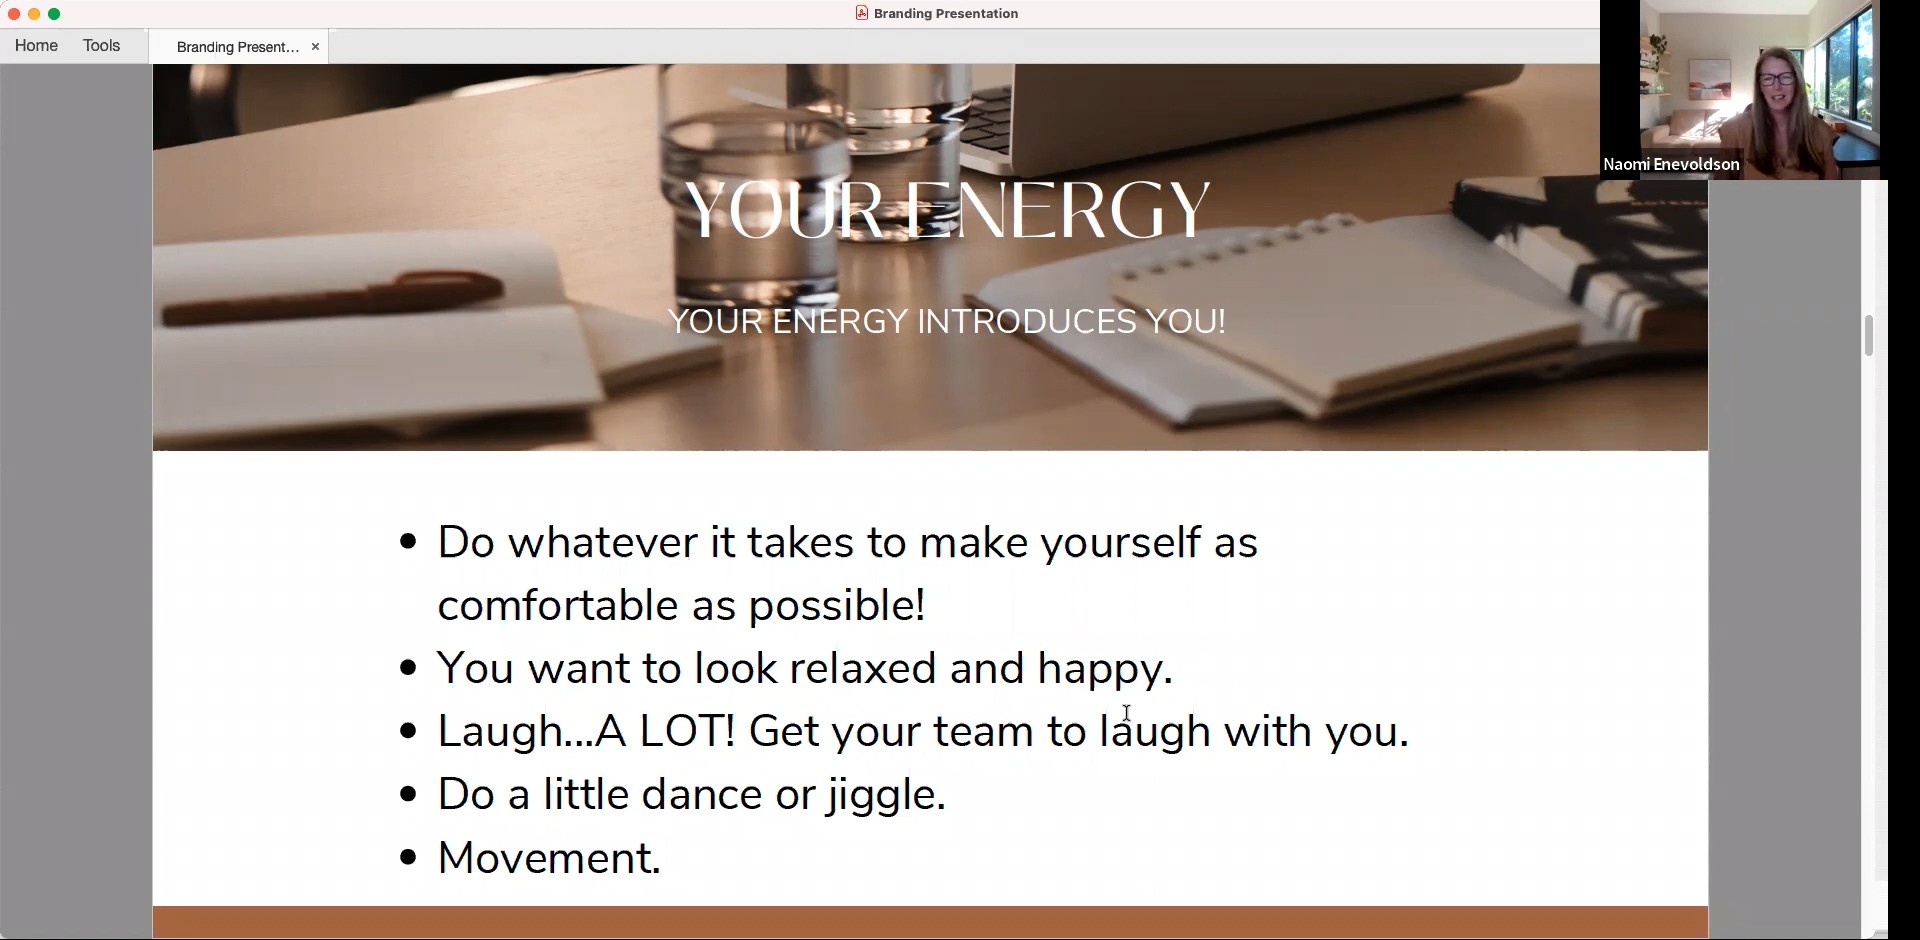 Branding Presentation
Home Tools Branding Present... ×
Naomi Enevoldson
YOUR ENERGY
YOUR ENERGY INTRODUCES YOU!
• Do whatever it takes to make yourself as
comfortable as possible!
• You want to look relaxed and happy.
• Laugh...A LOT! Get your team to laugh with you.
• Do a little dance or jiggle.
• Movement.